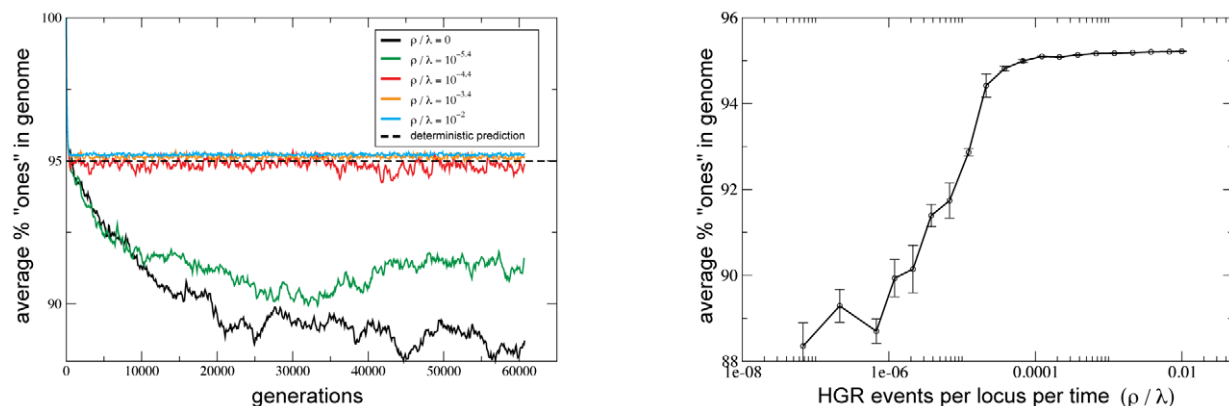 100
95
90
average % "ones" in genome
ρ / λ = 0
ρ / λ = 10^-5.4
ρ / λ = 10^-4.4
ρ / λ = 10^-3.4
ρ / λ = 10^-2
deterministic prediction
0 10000 20000 30000 40000 50000 60000
generations
96
94
92
90
88
average % "ones" in genome
1e-08 1e-06 0.0001 0.01
HGR events per locus per time (ρ / λ)